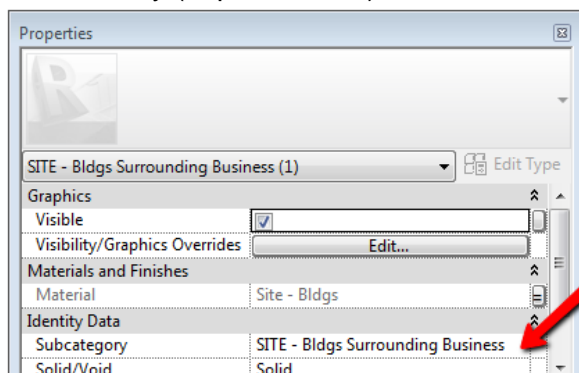 Properties
SITE - Bldgs Surrounding Business (1)
Edit Type
Graphics
Visible
Visibility/Graphics Overrides Edit...
Materials and Finishes
Material Site - Bldgs
Identity Data
Subcategory SITE - Bldgs Surrounding Business
Solid/Void Solid